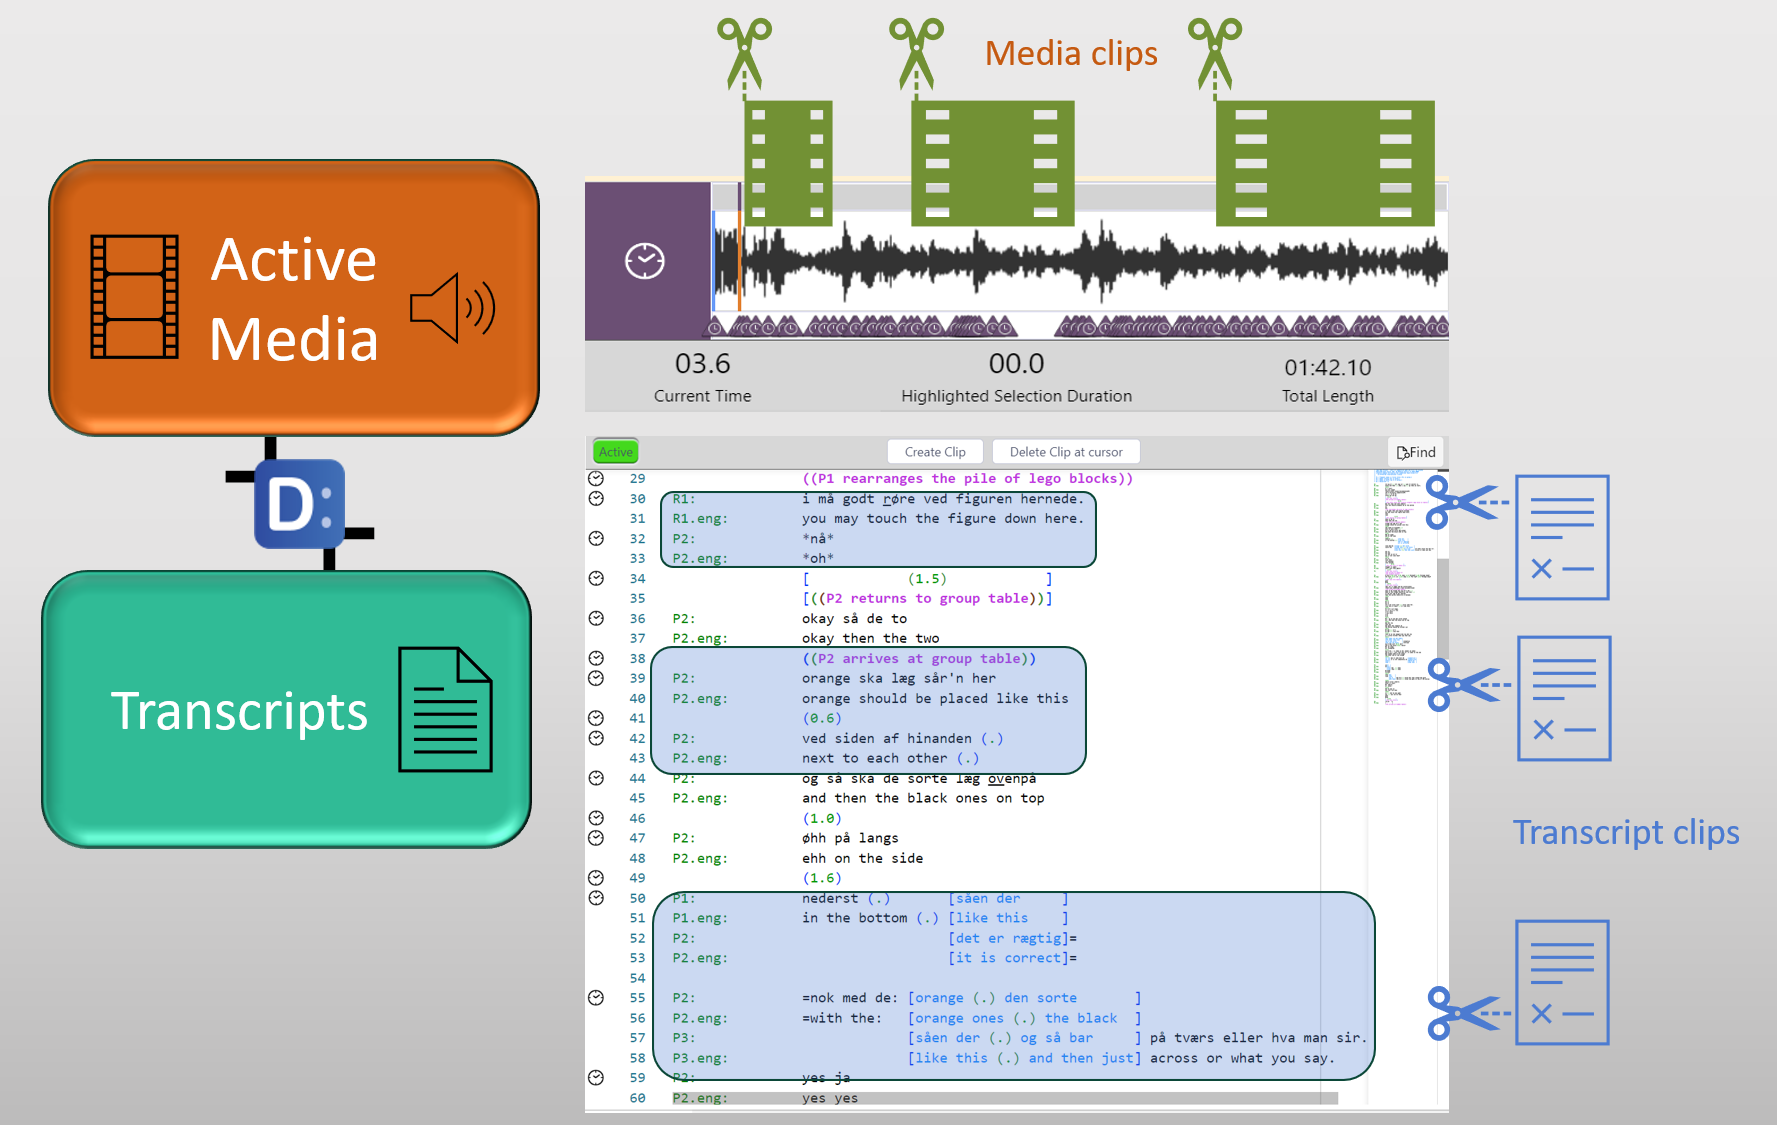 Media clips
Active
Media
03.6
Current Time
00.0
Highlighted Selection Duration
01:42.10
Total Length
D:
Transcripts
Active
Create Clip
Delete Clip at cursor
Find
29 ((P1 rearranges the pile of lego blocks))
30 R1: i må godt røre ved figuren hernede.
31 R1.eng: you may touch the figure down here.
32 P2: *nå*
33 P2.eng: *oh*
34 [ (1.5) ]
35 [((P2 returns to group table))]
36 P2: okay så de to
37 P2.eng: okay then the two
38 ((P2 arrives at group table))
39 P2: orange ska læg sån'n her
40 P2.eng: orange should be placed like this
41 (0.6)
42 P2: ved siden af hinanden (.)
43 P2.eng: next to each other (.)
44 P2: og så ska de sorte læg ovenpå
45 P2.eng: and then the black ones on top
46 (1.0)
47 P2: øhh på langs
48 P2.eng: ehh on the side
49 (1.6)
50 P1: nederst (.) [såen der ]
51 P1.eng: in the bottom (.) [like this ]
52 P2: [det er rægtig]=
53 P2.eng: [it is correct]=
54
55 P2: =nok med de: [orange (.) den sorte ]
56 P2.eng: =with the: [orange ones (.) the black ]
57 P3: [såen der (.) og så bar ] på tværs eller hva man sir.
58 P3.eng: [like this (.) and then just] across or what you say.
59 P2: yes ja
60 P2.eng: yes yes
Transcript clips